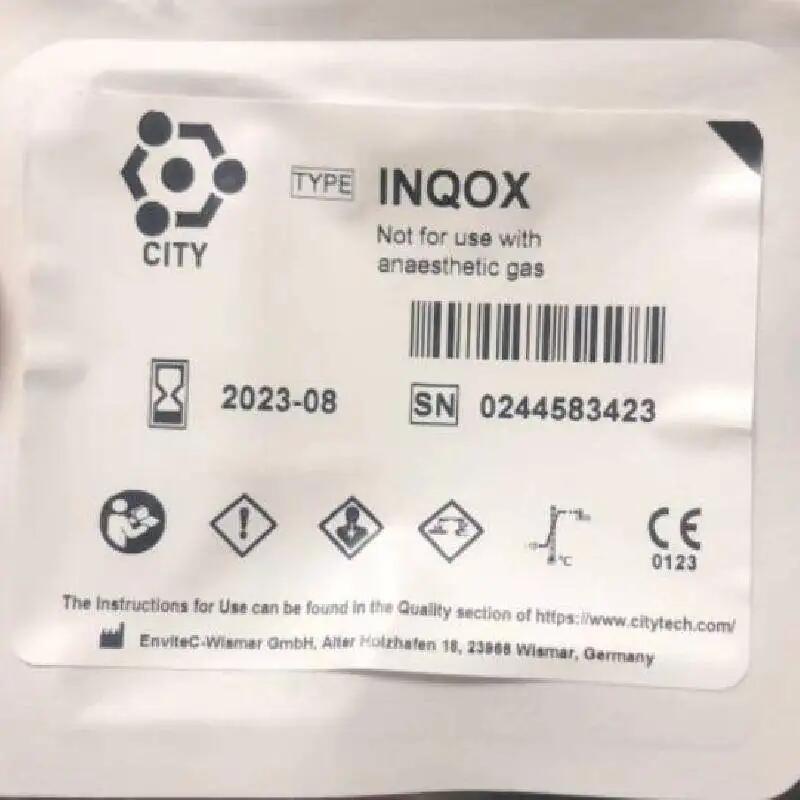 CITY
TYPE INQOX
Not for use with
anaesthetic gas
2023-08
SN 0244583423
°C
CE
0123
The Instructions for Use can be found in the Quality section of https://www.citytech.com/
EnviteC-Wismar GmbH, Alter Holzhafen 18, 23966 Wismar, Germany